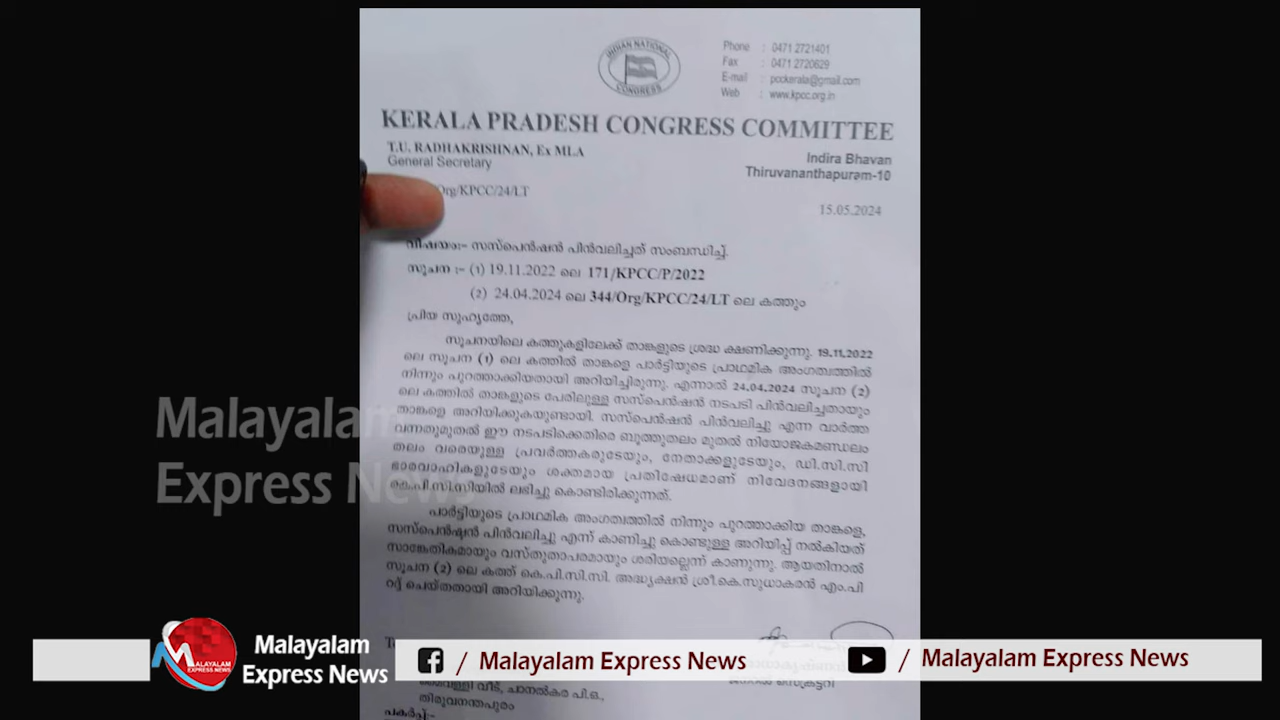 INDIAN NATIONAL CONGRESS
Phone : 0471 2721401
Fax : 0471 2720629
E-mail : pcckerala@gmail.com
Web : www.kpcc.org.in
KERALA PRADESH CONGRESS COMMITTEE
T.U. RADHAKRISHNAN, Ex MLA
General Secretary
Indira Bhavan
Thiruvananthapuram-10
Org/KPCC/24/LT
15.05.2024
വിഷയം:- സസ്പെൻഷൻ പിൻവലിച്ചത് സംബന്ധിച്ച്.
സൂചന :- (1) 19.11.2022 ലെ 171/KPCC/P/2022
(2) 24.04.2024 ലെ 344/Org/KPCC/24/LT ലെ കത്തും
പ്രിയ സുഹൃത്തേ,
സൂചനയിലെ കത്തുകളിലേക്ക് താങ്കളുടെ ശ്രദ്ധ ക്ഷണിക്കുന്നു. 19.11.2022
ലെ സൂചന (1) ലെ കത്തിൽ താങ്കളെ പാർട്ടിയുടെ പ്രാഥമിക അംഗത്വത്തിൽ
നിന്നും പുറത്താക്കിയതായി അറിയിച്ചിരുന്നു. എന്നാൽ 24.04.2024 സൂചന (2)
ലെ കത്തിൽ താങ്കളുടെ പേരിലുള്ള സസ്പെൻഷൻ നടപടി പിൻവലിച്ചതായും
താങ്കളെ അറിയിക്കുകയുണ്ടായി. സസ്പെൻഷൻ പിൻവലിച്ചു എന്ന വാർത്ത
വന്നതുമുതൽ ഈ നടപടിക്കെതിരെ ബൂത്തുതലം മുതൽ നിയോജകമണ്ഡലം
തലം വരെയുള്ള പ്രവർത്തകരുടേയും, നേതാക്കളുടേയും, ഡി.സി.സി
ഭാരവാഹികളുടേയും ശക്തമായ പ്രതിഷേധമാണ് നിവേദനങ്ങളായി
കെ.പി.സി.സിയിൽ ലഭിച്ചു കൊണ്ടിരിക്കുന്നത്.
പാർട്ടിയുടെ പ്രാഥമിക അംഗത്വത്തിൽ നിന്നും പുറത്താക്കിയ താങ്കളെ,
സസ്പെൻഷൻ പിൻവലിച്ചു എന്ന് കാണിച്ചു കൊണ്ടുള്ള അറിയിപ്പ് നൽകിയത്
സാങ്കേതികമായും വസ്തുതാപരമായും ശരിയല്ലെന്ന് കാണുന്നു. ആയതിനാൽ
സൂചന (2) ലെ കത്ത് കെ.പി.സി.സി. അദ്ധ്യക്ഷൻ ശ്രീ.കെ.സുധാകരൻ എം.പി
റദ്ദ് ചെയ്തതായി അറിയിക്കുന്നു.
ജനറൽ സെക്രട്ടറി
വീട്, ചാനൽകര പി.ഒ.,
തിരുവനന്തപുരം
പകർപ്പ്:-
Malayalam
Express News
MALAYALAM
EXPRESS NEWS
Malayalam
Express News
/ Malayalam Express News
/ Malayalam Express News